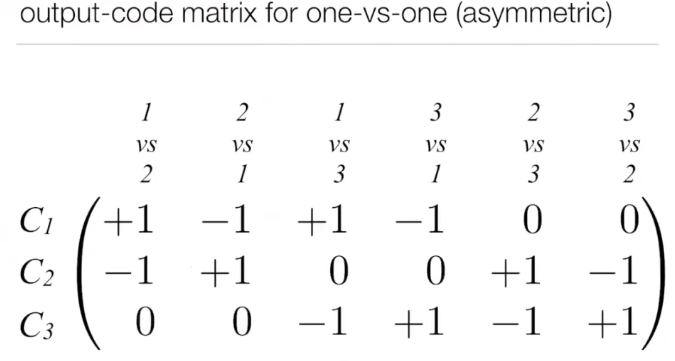 output-code matrix for one-vs-one (asymmetric)
1 2 1 3 2 3
vs vs vs vs vs vs
2 1 3 1 3 2
C1 +1 −1 +1 −1 0 0
C2 −1 +1 0 0 +1 −1
C3 0 0 −1 +1 −1 +1